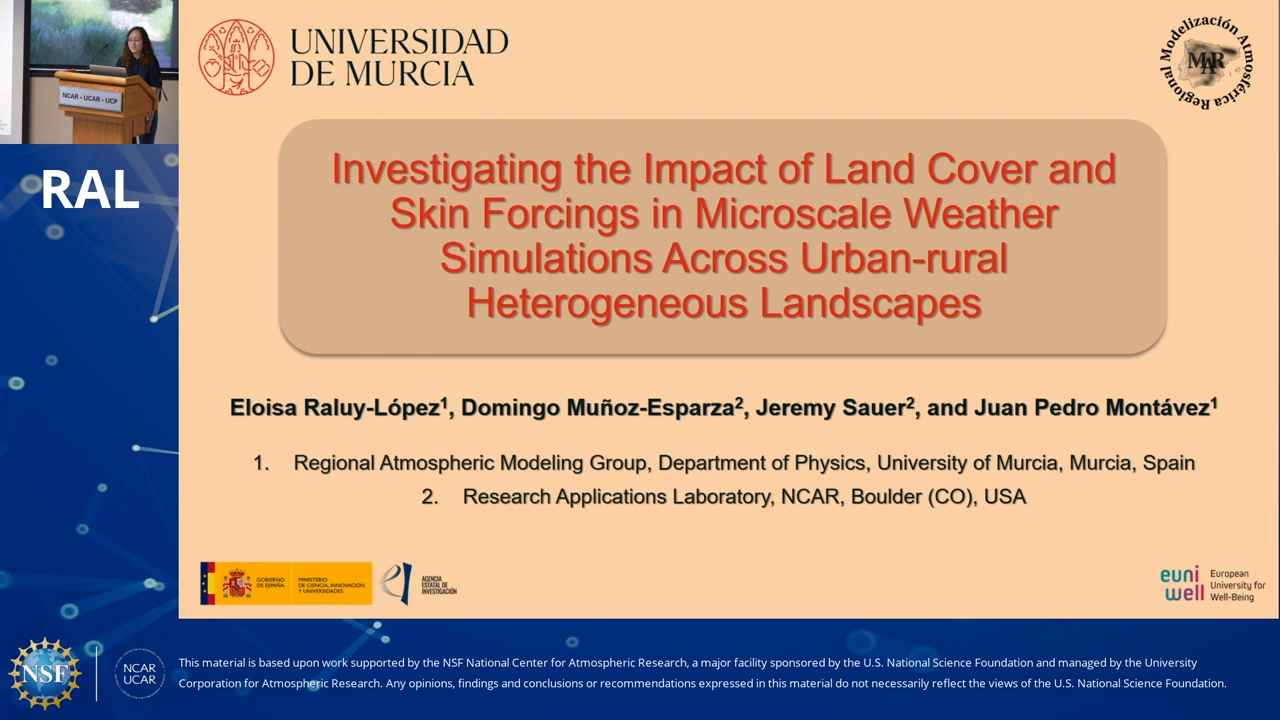 NCAR • UCAR • UCP
RAL
UNIVERSIDAD
DE MURCIA
Modelización Atmosférica Regional
MAR
Investigating the Impact of Land Cover and
Skin Forcings in Microscale Weather
Simulations Across Urban-rural
Heterogeneous Landscapes
Eloisa Raluy-López¹, Domingo Muñoz-Esparza², Jeremy Sauer², and Juan Pedro Montávez¹
1. Regional Atmospheric Modeling Group, Department of Physics, University of Murcia, Murcia, Spain
2. Research Applications Laboratory, NCAR, Boulder (CO), USA
GOBIERNO
DE ESPAÑA
MINISTERIO
DE CIENCIA, INNOVACIÓN
Y UNIVERSIDADES
AGENCIA
ESTATAL DE
INVESTIGACIÓN
euni
well
European
University for
Well-Being
NSF
NCAR
UCAR
This material is based upon work supported by the NSF National Center for Atmospheric Research, a major facility sponsored by the U.S. National Science Foundation and managed by the University
Corporation for Atmospheric Research. Any opinions, findings and conclusions or recommendations expressed in this material do not necessarily reflect the views of the U.S. National Science Foundation.